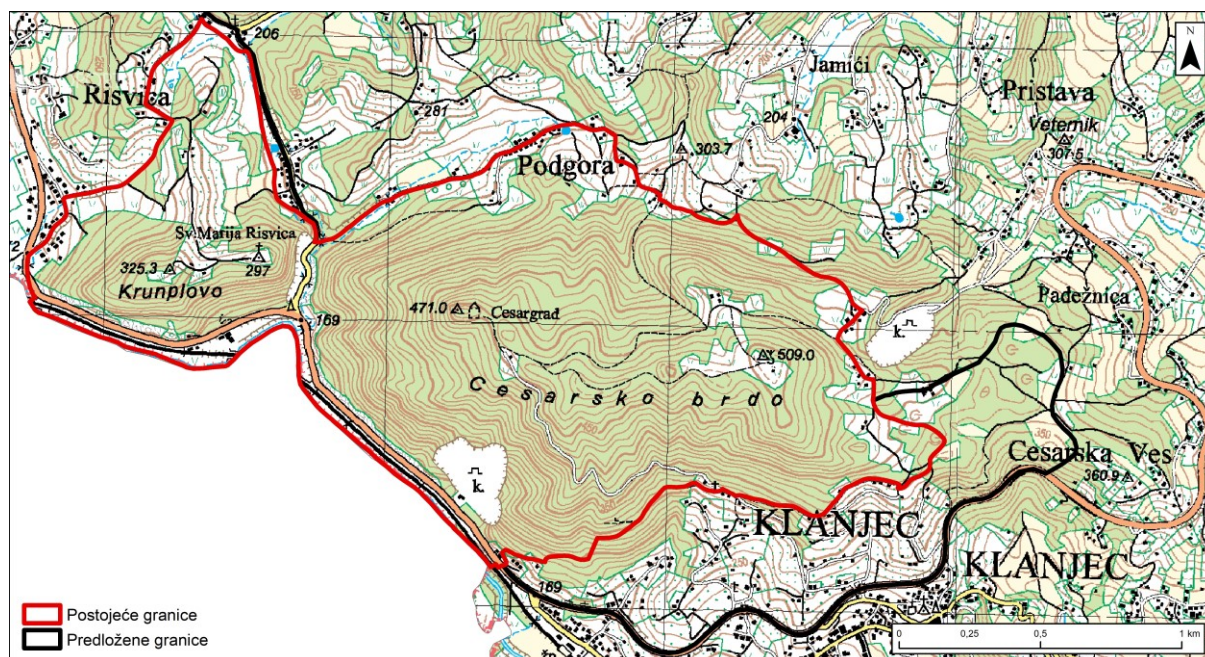 N
206
Risvica
250
281
Jamići
200
204
Pristava
Veternik
307.5
303.7
Podgora
Sv.Marija Risvica
297
325.3
Krunplovo
169
471.0
Cesargrad
509.0
Cesarsko brdo
k.
Padežnica
350
Cesarska Ves
360.9
k.
KLANJEC
KLANJEC
169
Postojeće granice
Predložene granice
0 0,25 0,5 1 km